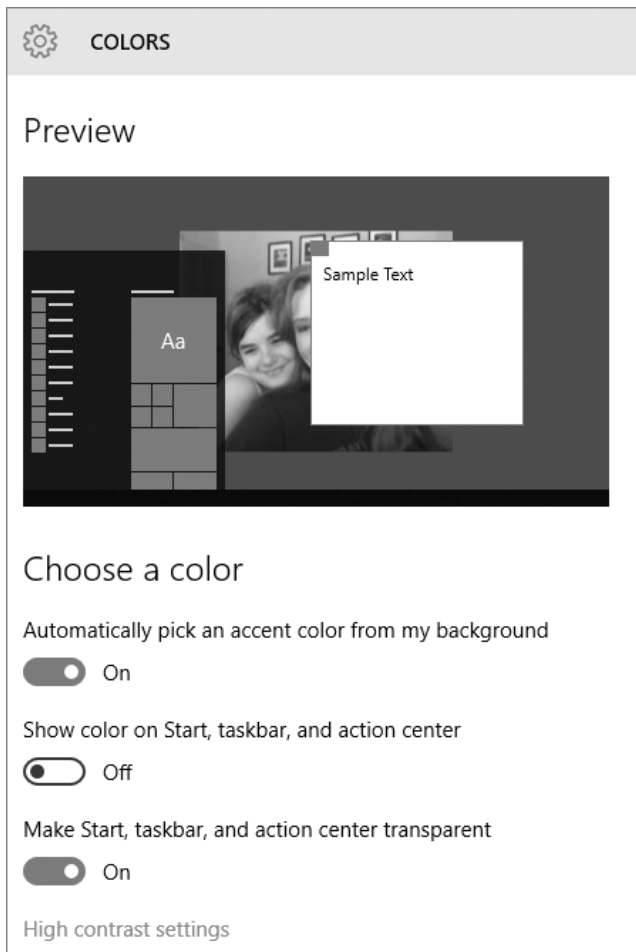 COLORS
Preview
Sample Text
Aa
Choose a color
Automatically pick an accent color from my background
On
Show color on Start, taskbar, and action center
Off
Make Start, taskbar, and action center transparent
On
High contrast settings